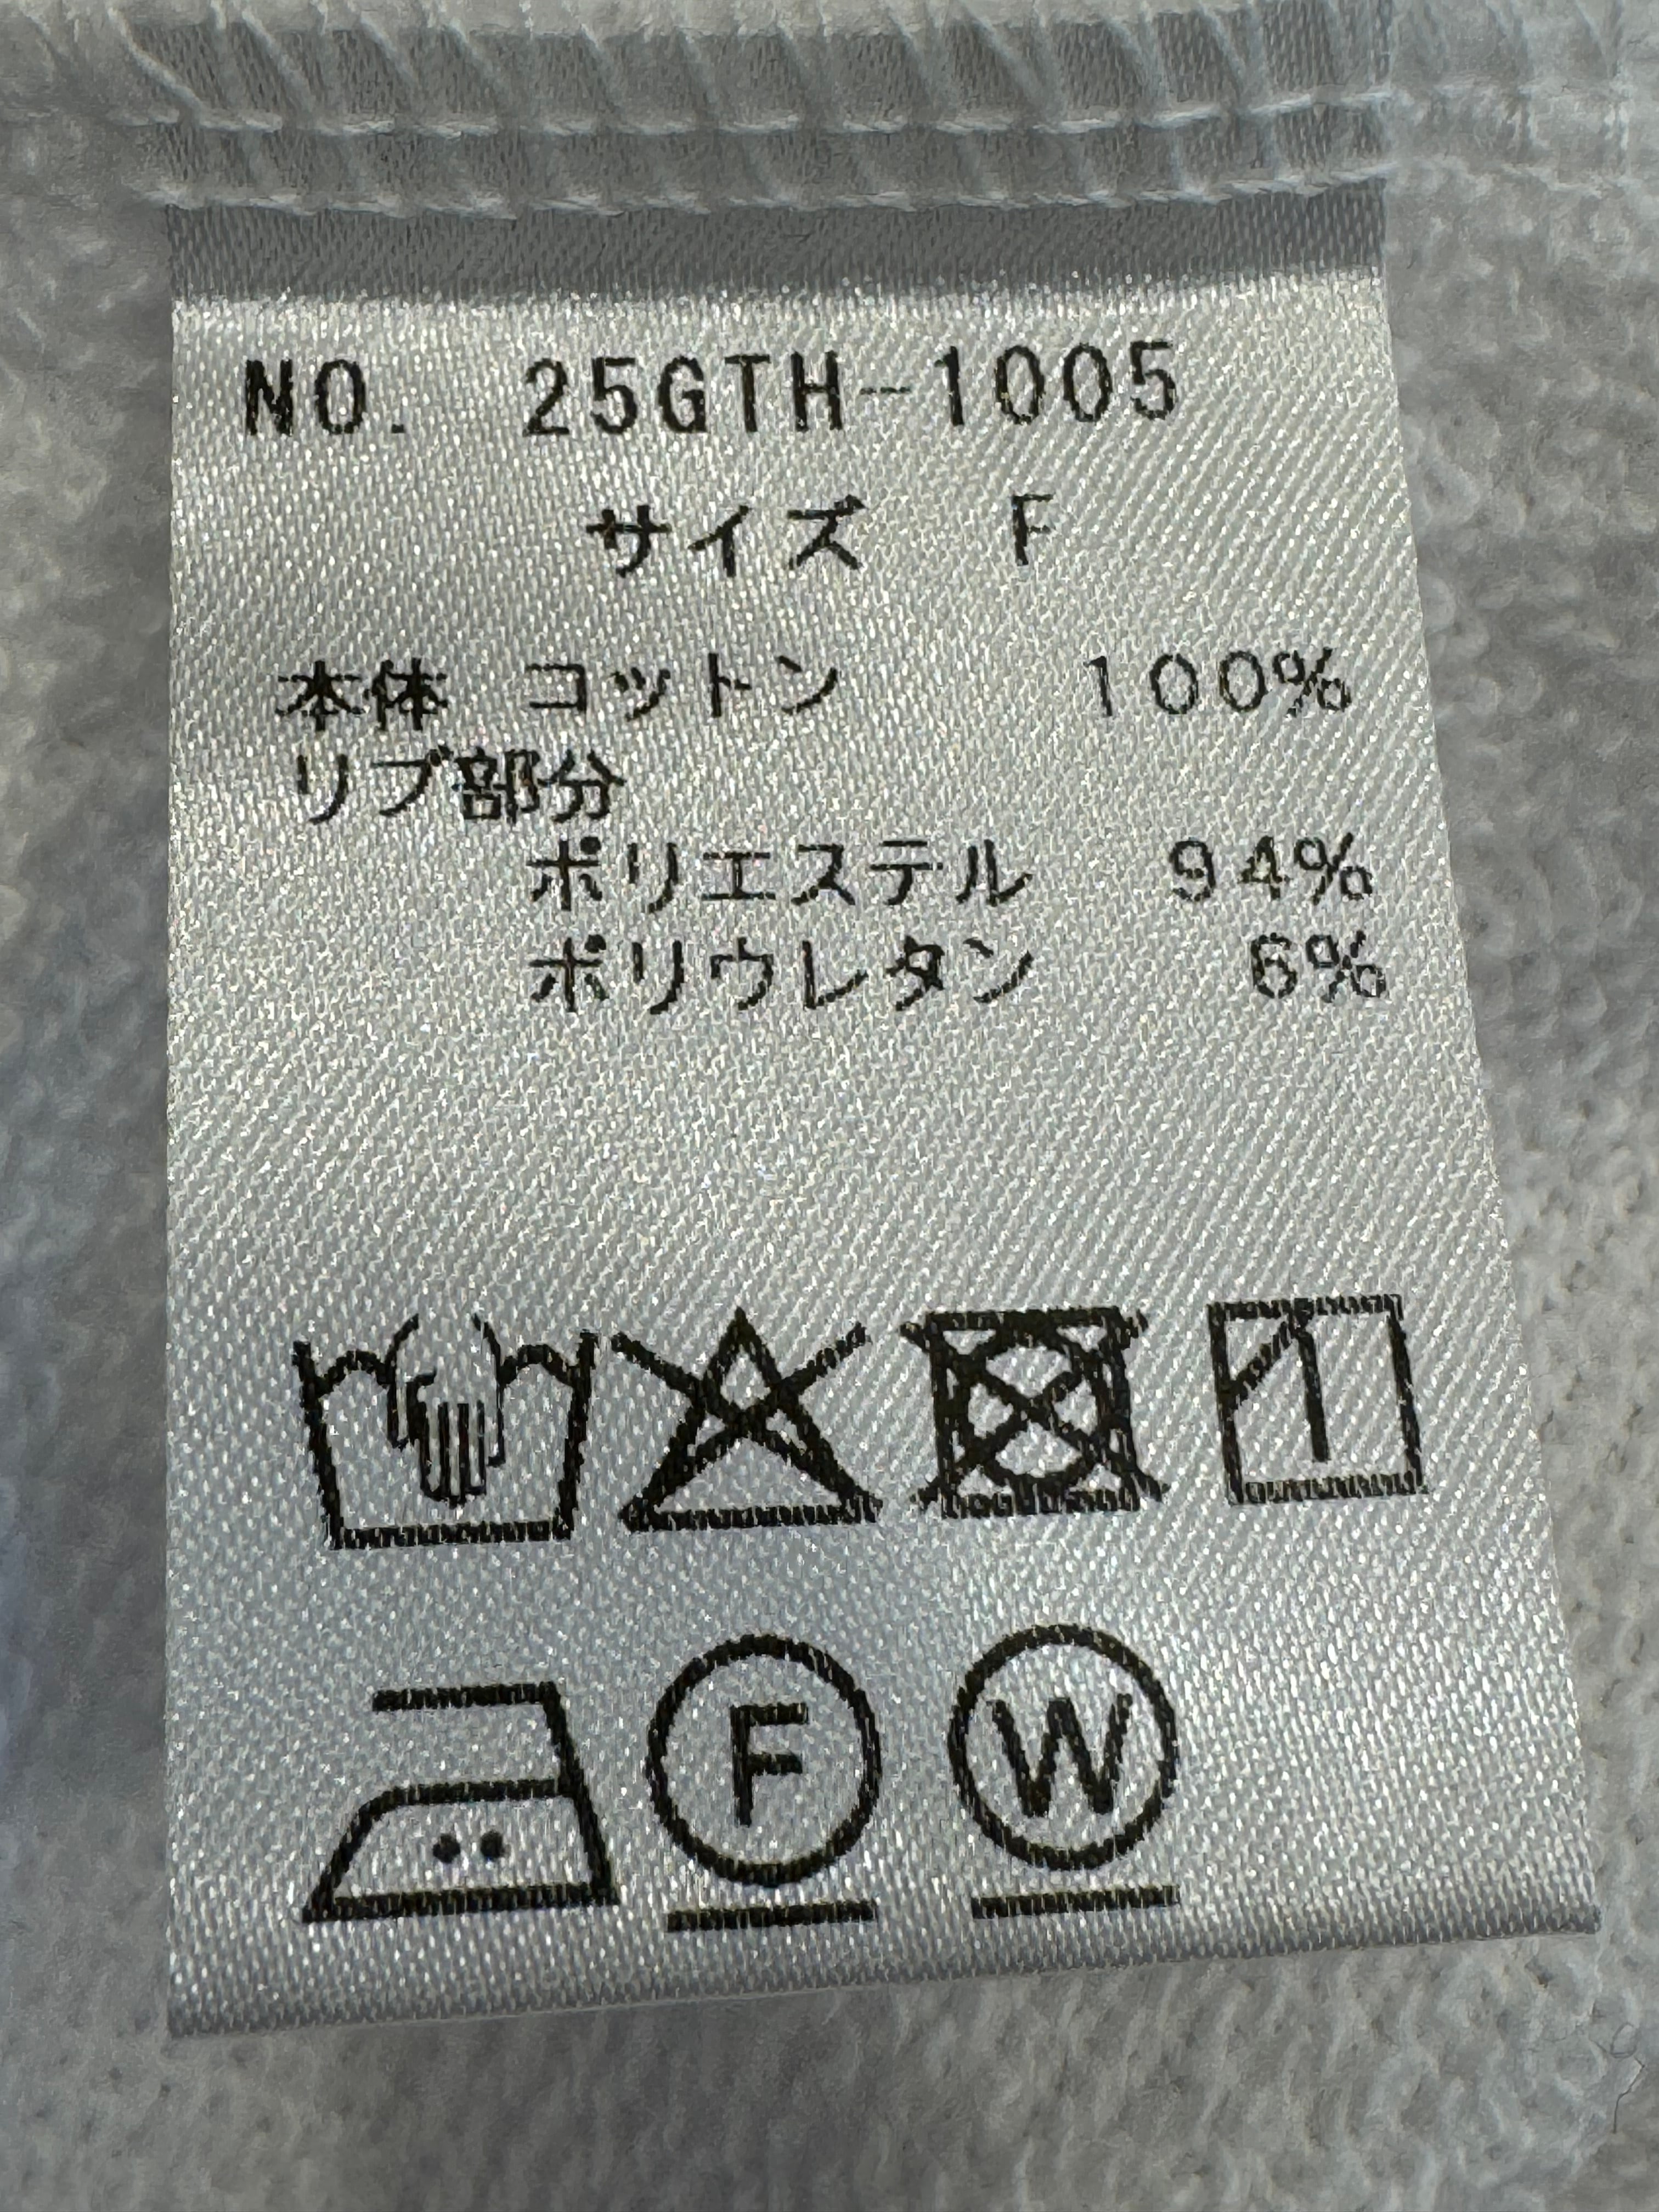 NO. 25GTH-1005
サイズ F
本体 コットン 100%
リブ部分
ポリエステル 94%
ポリウレタン 6%
F W